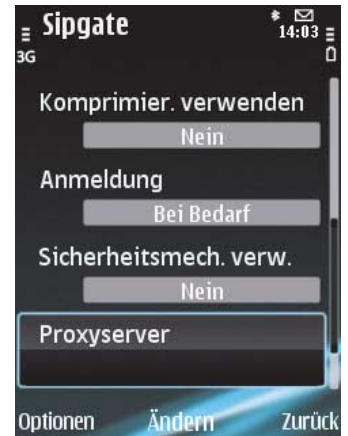 Sipgate
14:03
3G
Komprimier. verwenden
Nein
Anmeldung
Bei Bedarf
Sicherheitsmech. verw.
Nein
Proxyserver
Optionen Ändern Zurück